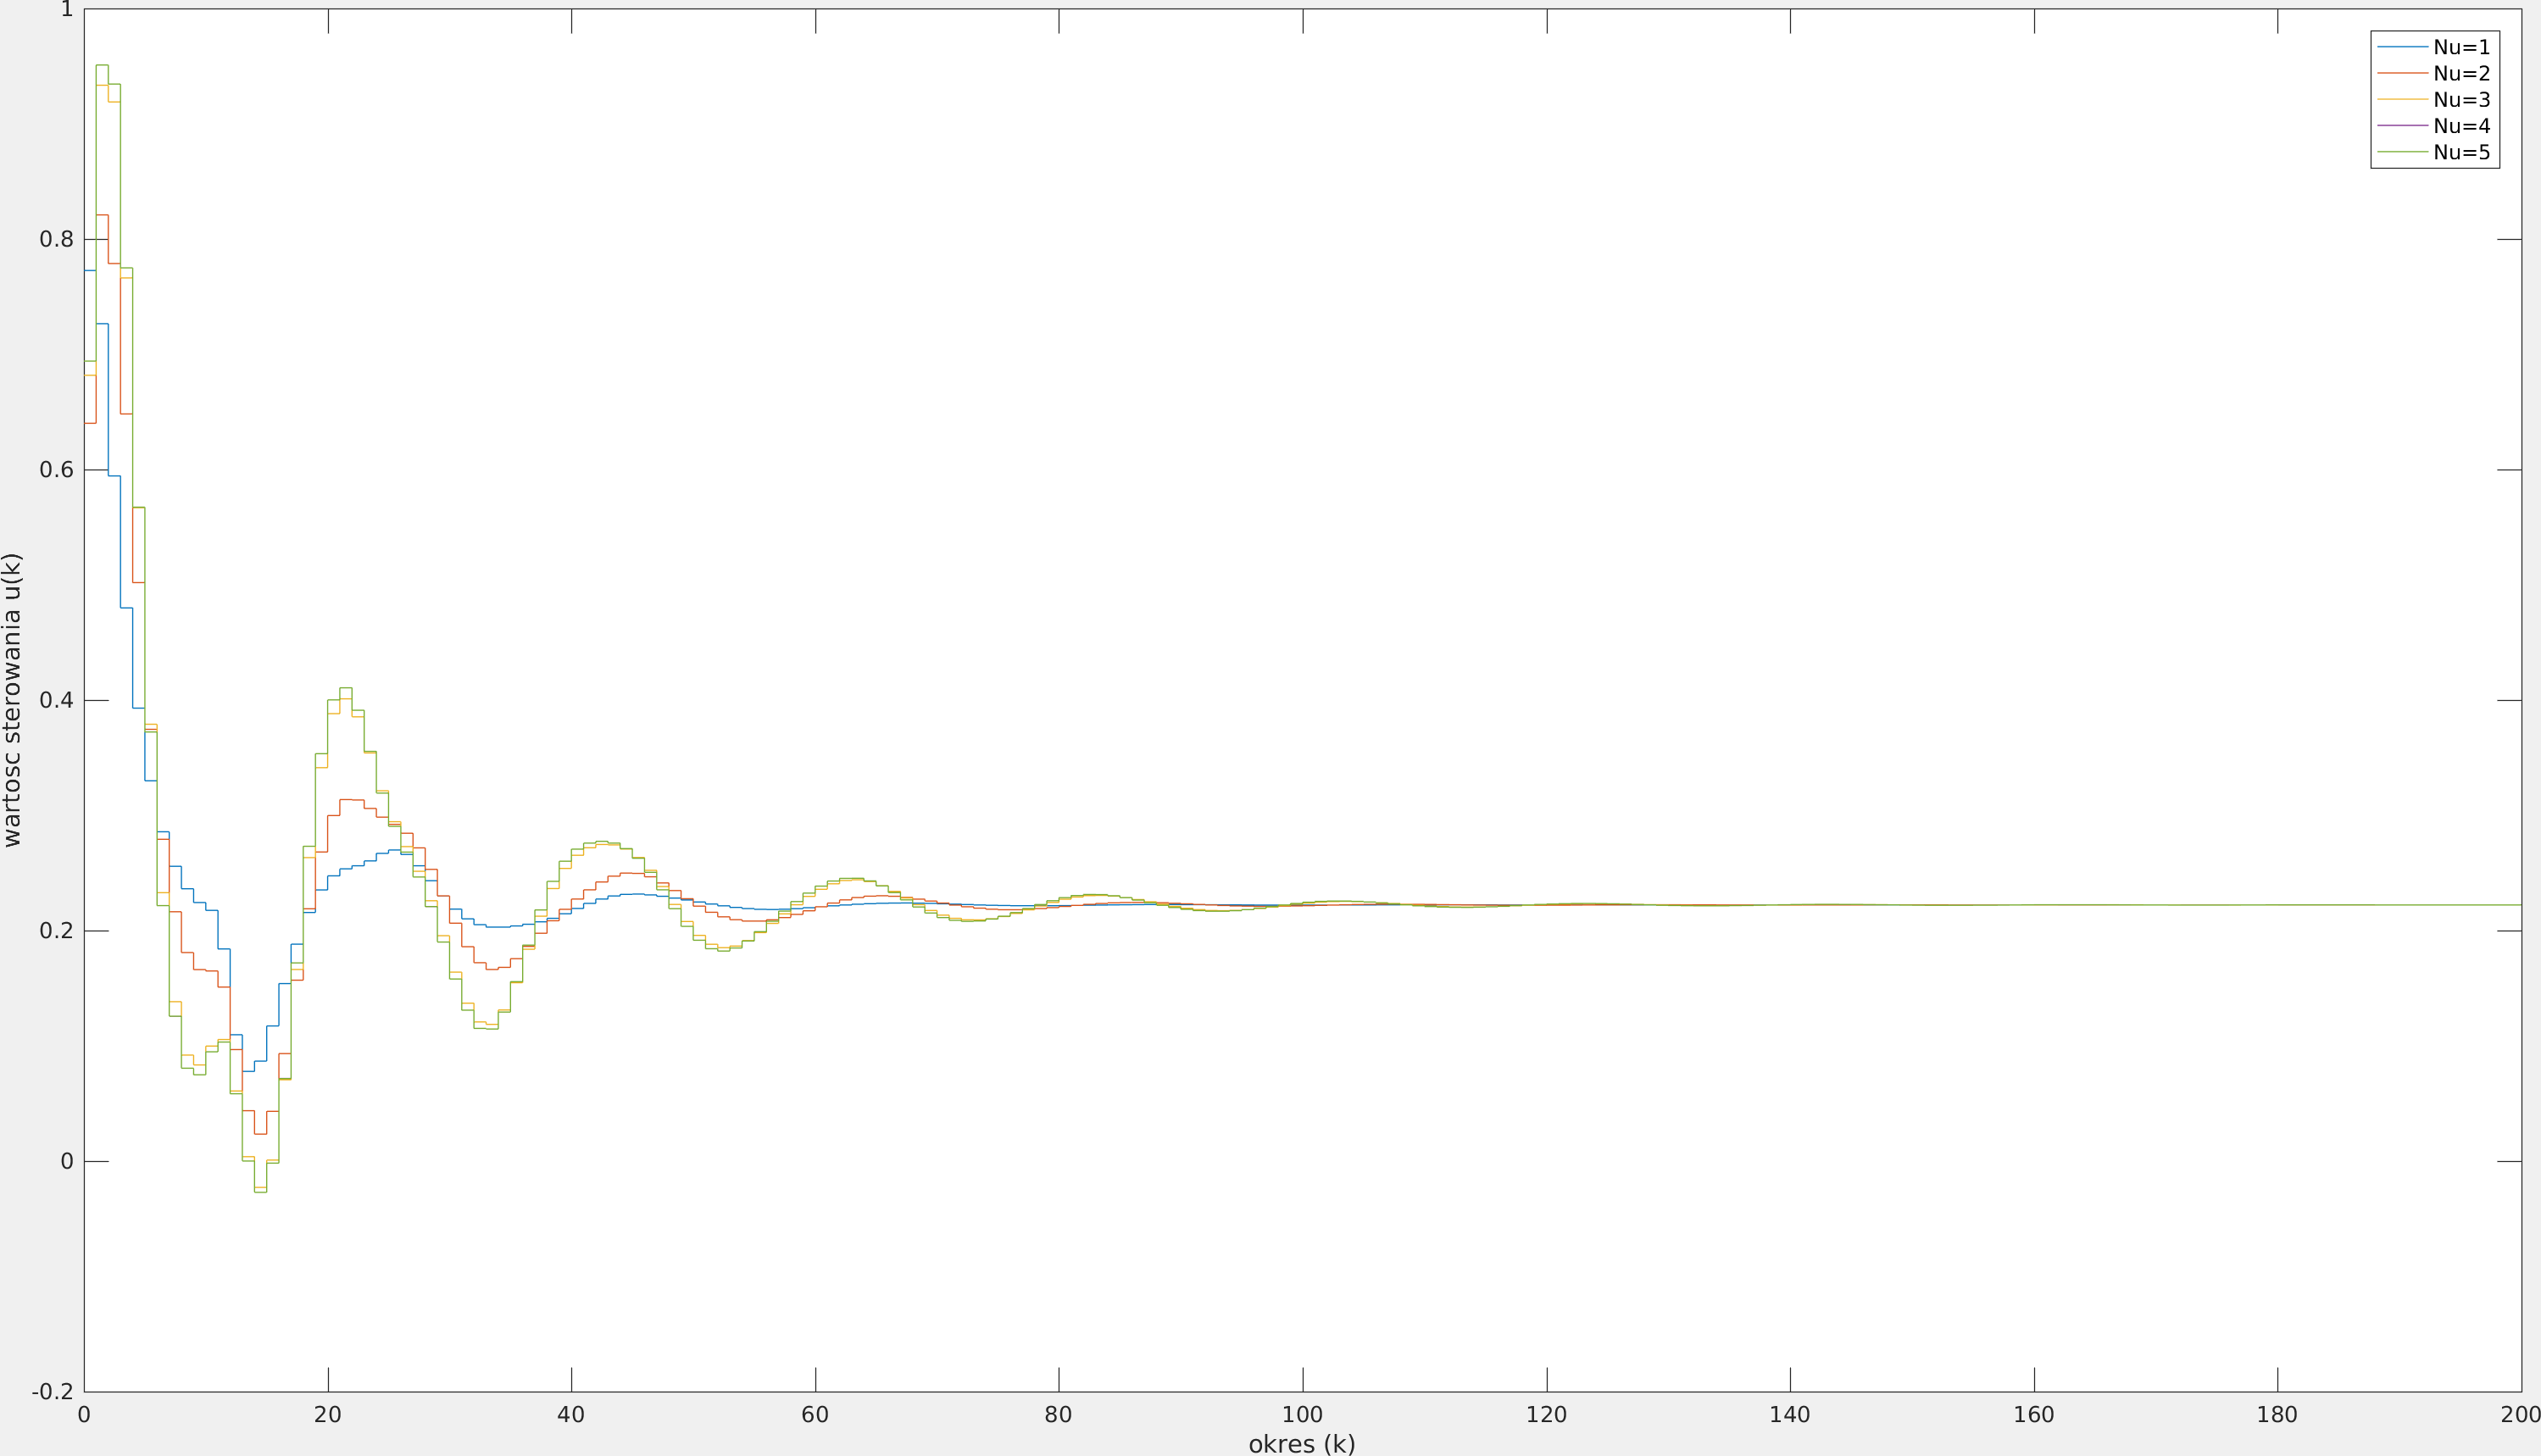 1
0.8
0.6
0.4
0.2
0
-0.2
wartosc sterowania u(k)
Nu=1
Nu=2
Nu=3
Nu=4
Nu=5
0 20 40 60 80 100 120 140 160 180 200
okres (k)